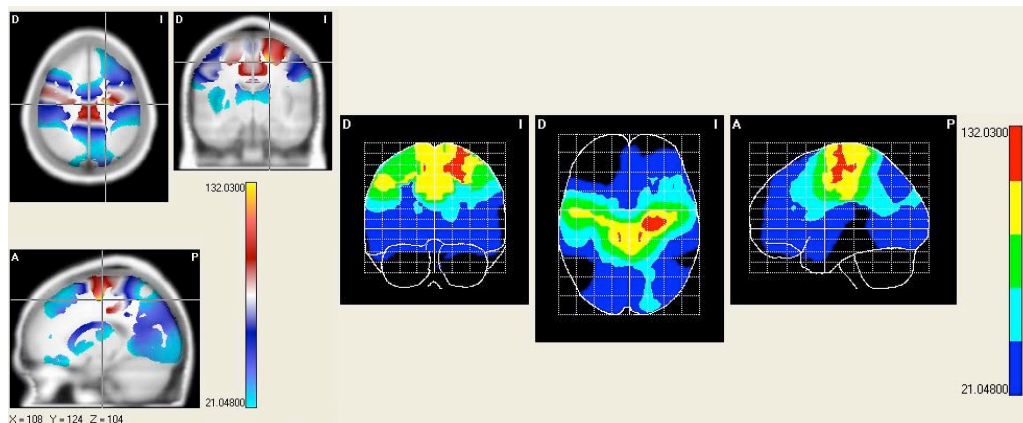 D I
D I
132.0300
21.04800
A P
X = 108 Y = 124 Z = 104
D I
D I
A P
132.0300
21.04800